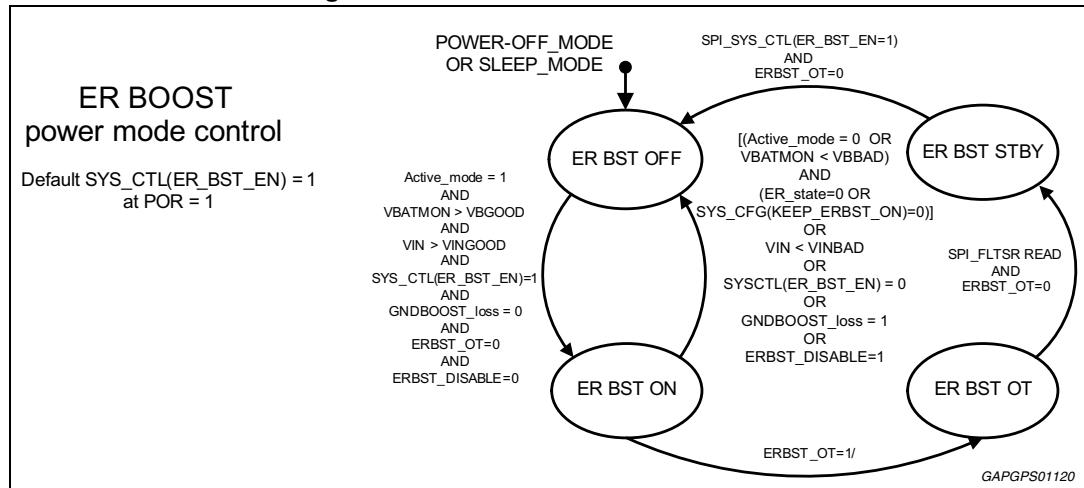 ER BOOST
power mode control
Default SYS_CTL(ER_BST_EN) = 1
at POR = 1
POWER-OFF_MODE
OR SLEEP_MODE
SPI_SYS_CTL(ER_BST_EN=1)
AND
ERBST_OT=0
ER BST OFF
ER BST STBY
Active_mode = 1
AND
VBATMON > VBGOOD
AND
VIN > VINGOOD
AND
SYS_CTL(ER_BST_EN)=1
AND
GNDBOOST_loss = 0
AND
ERBST_OT=0
AND
ERBST_DISABLE=0
[(Active_mode = 0 OR
VBATMON < VBBAD)
AND
(ER_state=0 OR
SYS_CFG(KEEP_ERBST_ON)=0)]
OR
VIN < VINBAD
OR
SYSCTL(ER_BST_EN) = 0
OR
GNDBOOST_loss = 1
OR
ERBST_DISABLE=1
SPI_FLTSR READ
AND
ERBST_OT=0
ER BST ON
ER BST OT
ERBST_OT=1/
GAPGPS01120